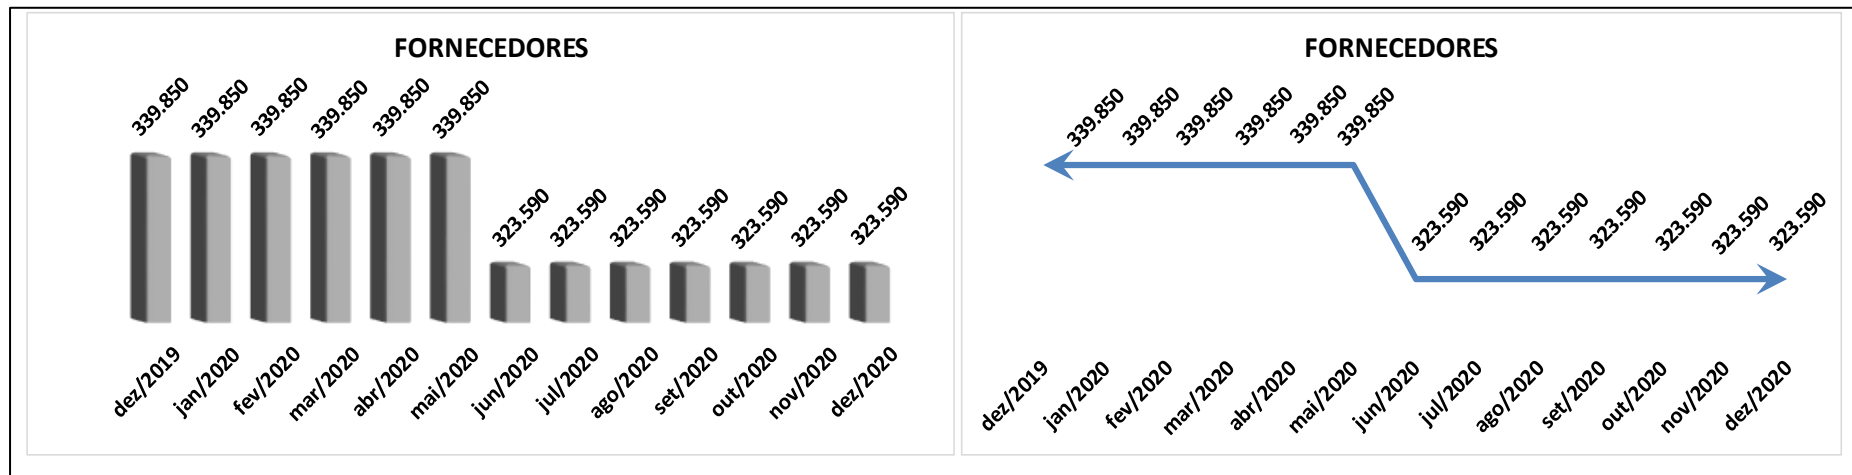 FORNECEDORES
339.850
339.850
339.850
339.850
339.850
339.850
323.590
323.590
323.590
323.590
323.590
323.590
323.590
dez/2019
jan/2020
fev/2020
mar/2020
abr/2020
mai/2020
jun/2020
jul/2020
ago/2020
set/2020
out/2020
nov/2020
dez/2020
FORNECEDORES
339.850
339.850
339.850
339.850
339.850
339.850
323.590
323.590
323.590
323.590
323.590
323.590
323.590
dez/2019
jan/2020
fev/2020
mar/2020
abr/2020
mai/2020
jun/2020
jul/2020
ago/2020
set/2020
out/2020
nov/2020
dez/2020